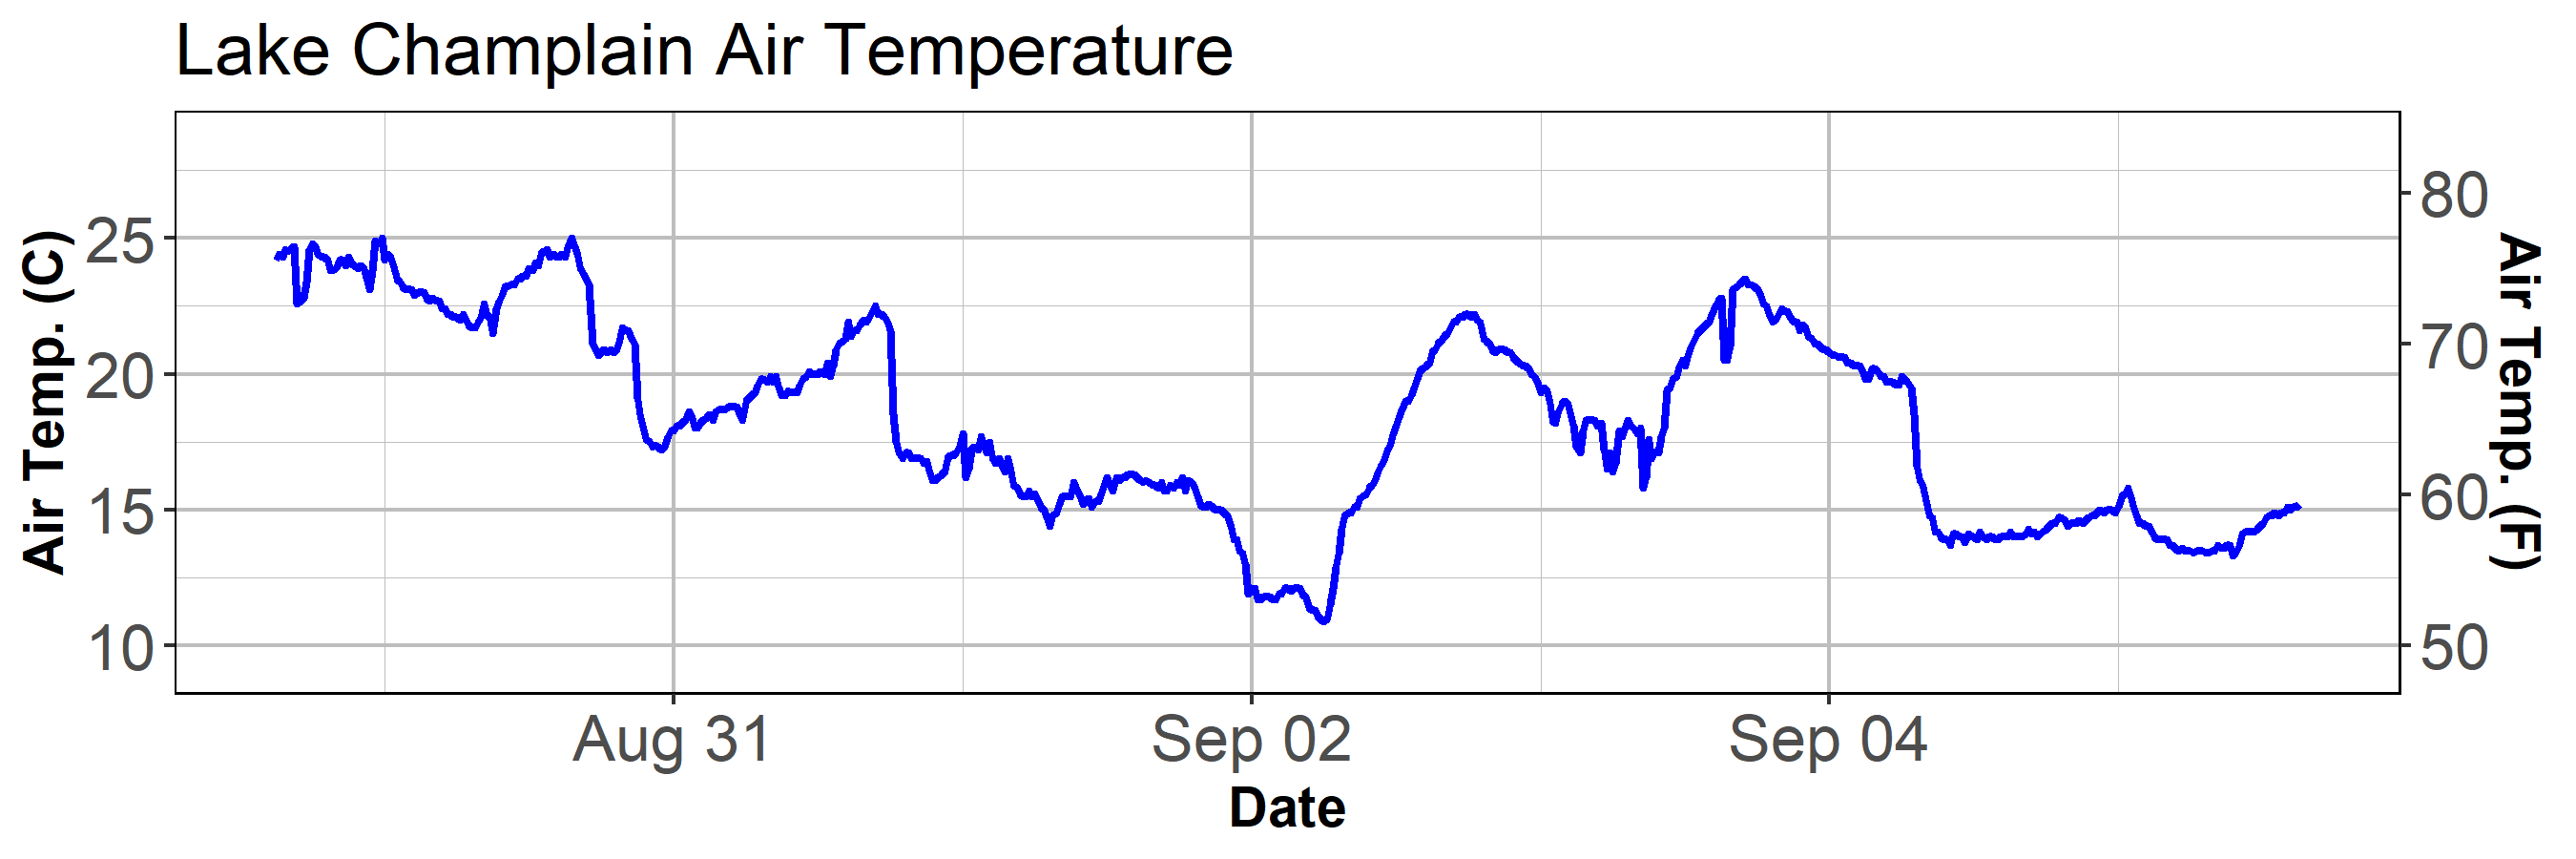 Lake Champlain Air Temperature
Air Temp. (C)
25
20
15
10
80
70
60
50
Air Temp. (F)
Aug 31
Sep 02
Sep 04
Date